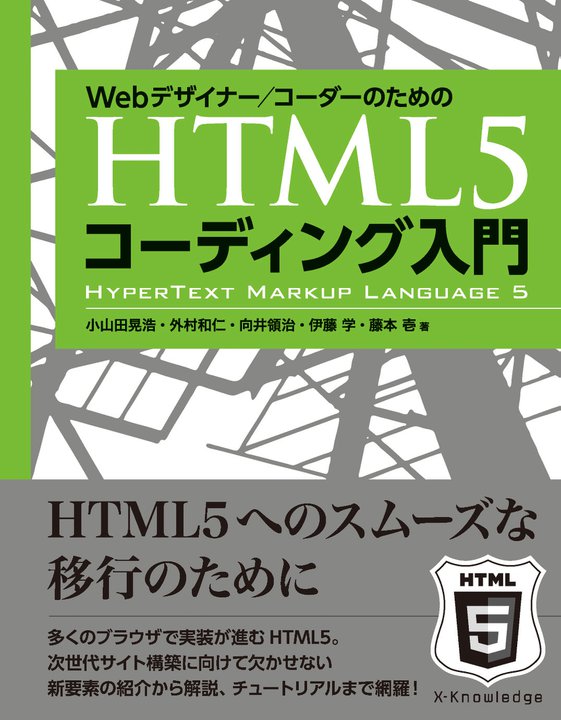 Webデザイナー/コーダーのための
HTML5
コーディング入門
HYPERTEXT MARKUP LANGUAGE 5
小山田晃浩・外村和仁・向井領治・伊藤 学・藤本 壱 著
HTML5へのスムーズな
移行のために
多くのブラウザで実装が進むHTML5。
次世代サイト構築に向けて欠かせない
新要素の紹介から解説、チュートリアルまで網羅!
HTML
5
X-Knowledge